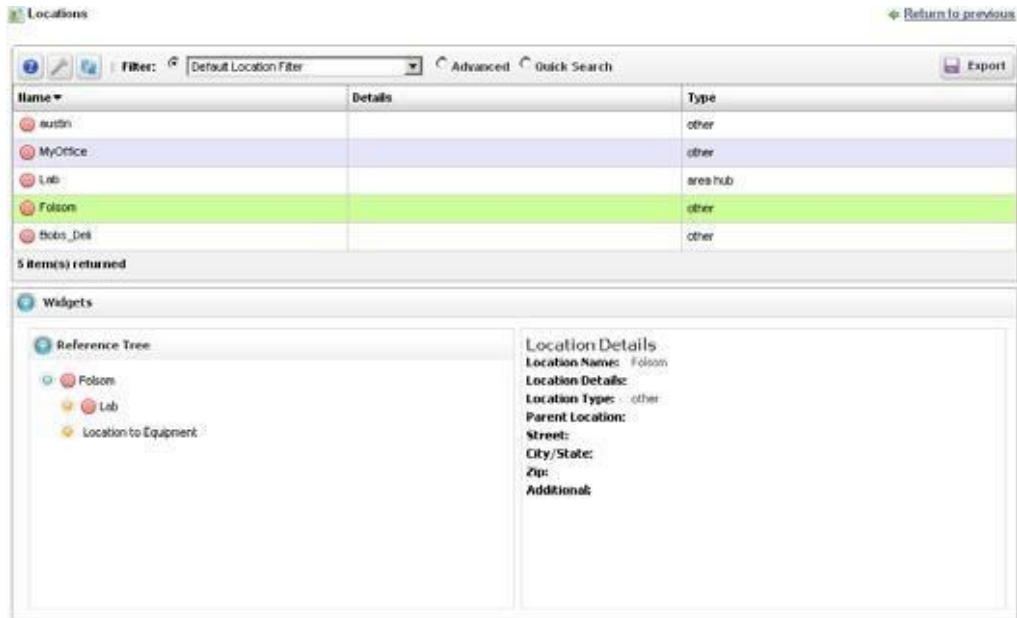 Locations
Return to previous
Filter: Default Location Filter Advanced Quick Search Export
Name Details Type
austin other
MyOffice other
Lab area hub
Folsom other
Bobs_Deli other
5 item(s) returned
Widgets
Reference Tree
Folsom
Lab
Location to Equipment
Location Details
Location Name: Folsom
Location Details:
Location Type: other
Parent Location:
Street:
City/State:
Zip:
Additional: